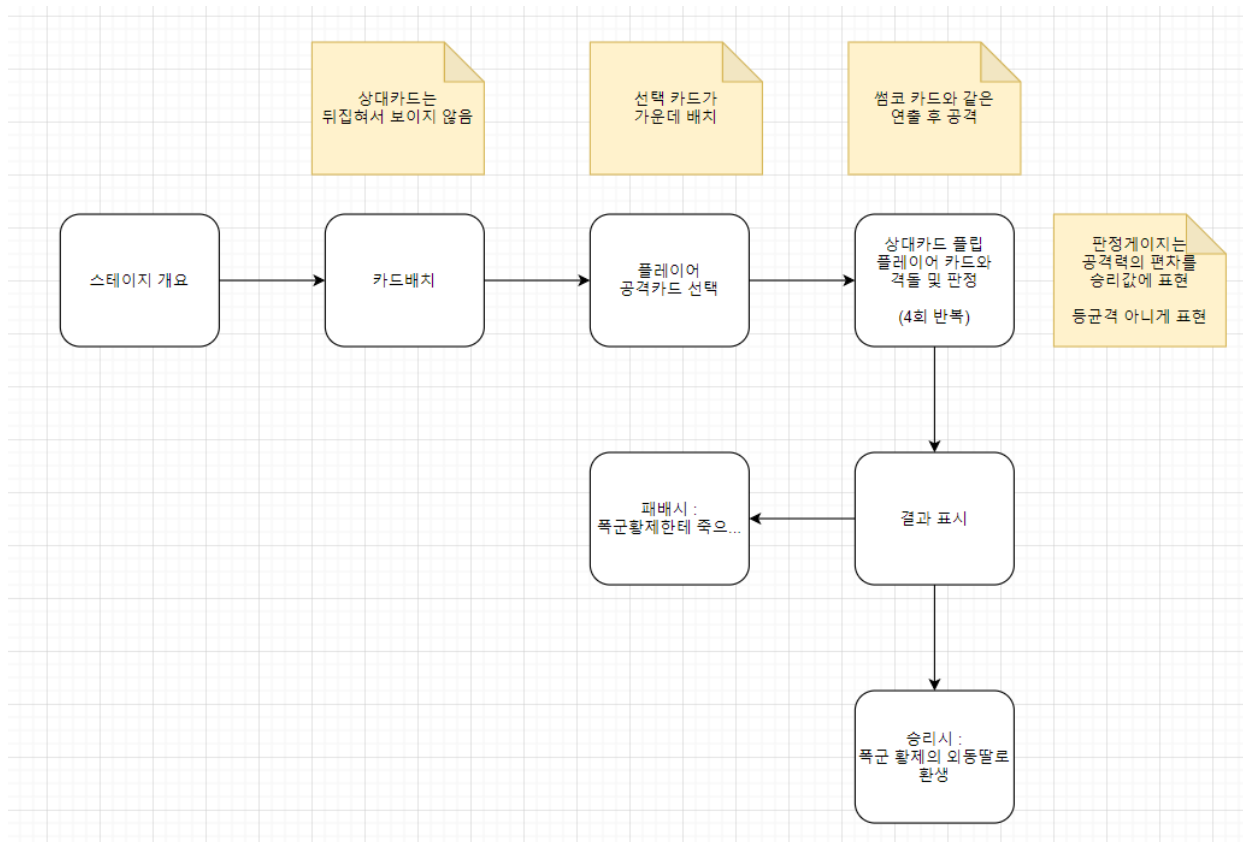 상대카드는
뒤집혀서 보이지 않음
선택 카드가
가운데 배치
썸코 카드와 같은
연출 후 공격
스테이지 개요
카드배치
플레이어
공격카드 선택
상대카드 플립
플레이어 카드와
격돌 및 판정
(4회 반복)
판정게이지는
공격력의 편차를
승리값에 표현
등균격 아니게 표현
패배시 :
폭군황제한테 죽으...
결과 표시
승리시 :
폭군 황제의 외동딸로
환생